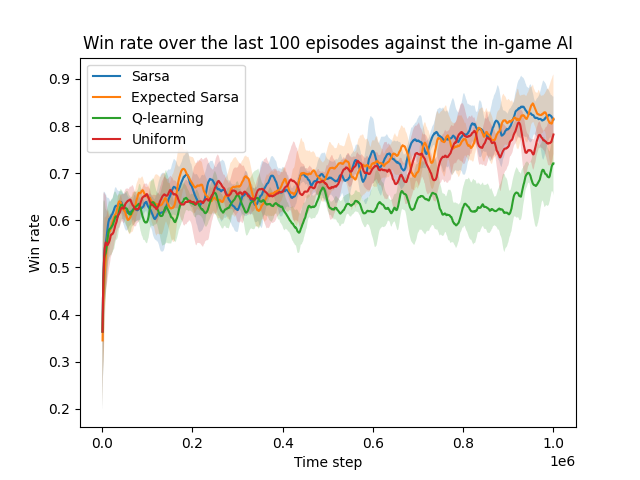 Win rate over the last 100 episodes against the in-game AI
Sarsa
Expected Sarsa
Q-learning
Uniform
Win rate
0.9
0.8
0.7
0.6
0.5
0.4
0.3
0.2
0.0 0.2 0.4 0.6 0.8 1.0
1e6
Time step